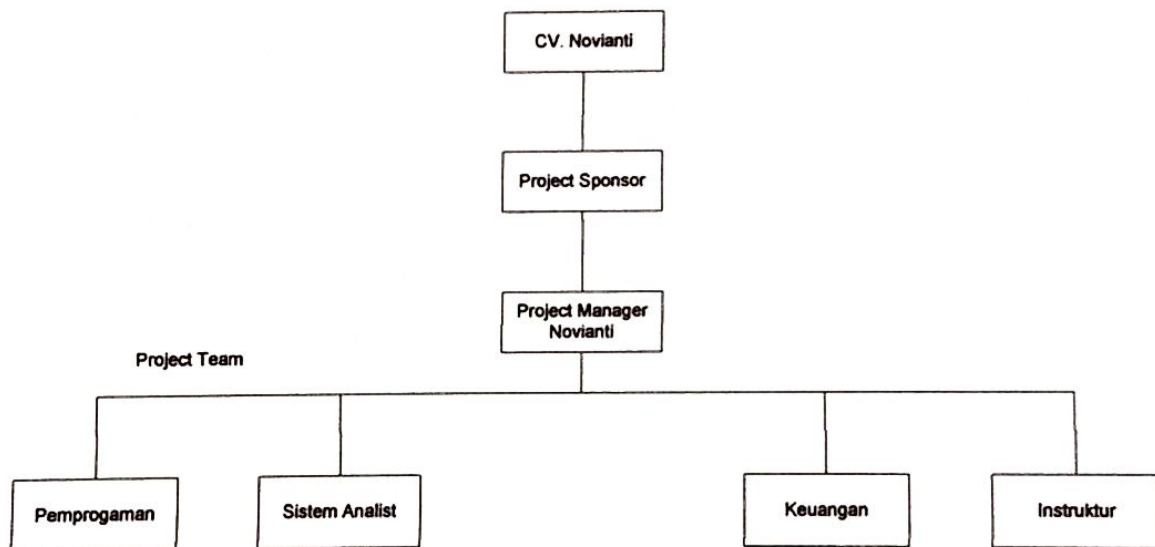 CV. Novianti
Project Sponsor
Project Manager
Novianti
Project Team
Pemprogaman
Sistem Analist
Keuangan
Instruktur